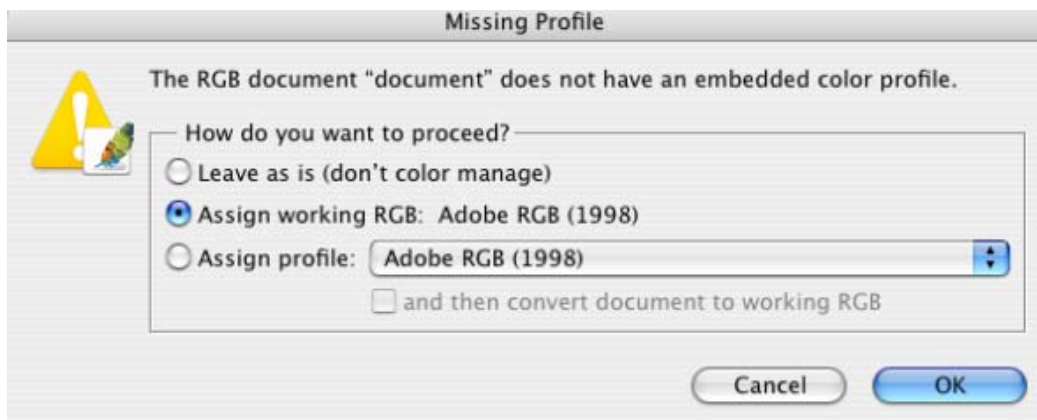 Missing Profile
The RGB document “document” does not have an embedded color profile.
How do you want to proceed?
Leave as is (don’t color manage)
Assign working RGB: Adobe RGB (1998)
Assign profile: Adobe RGB (1998)
and then convert document to working RGB
Cancel OK